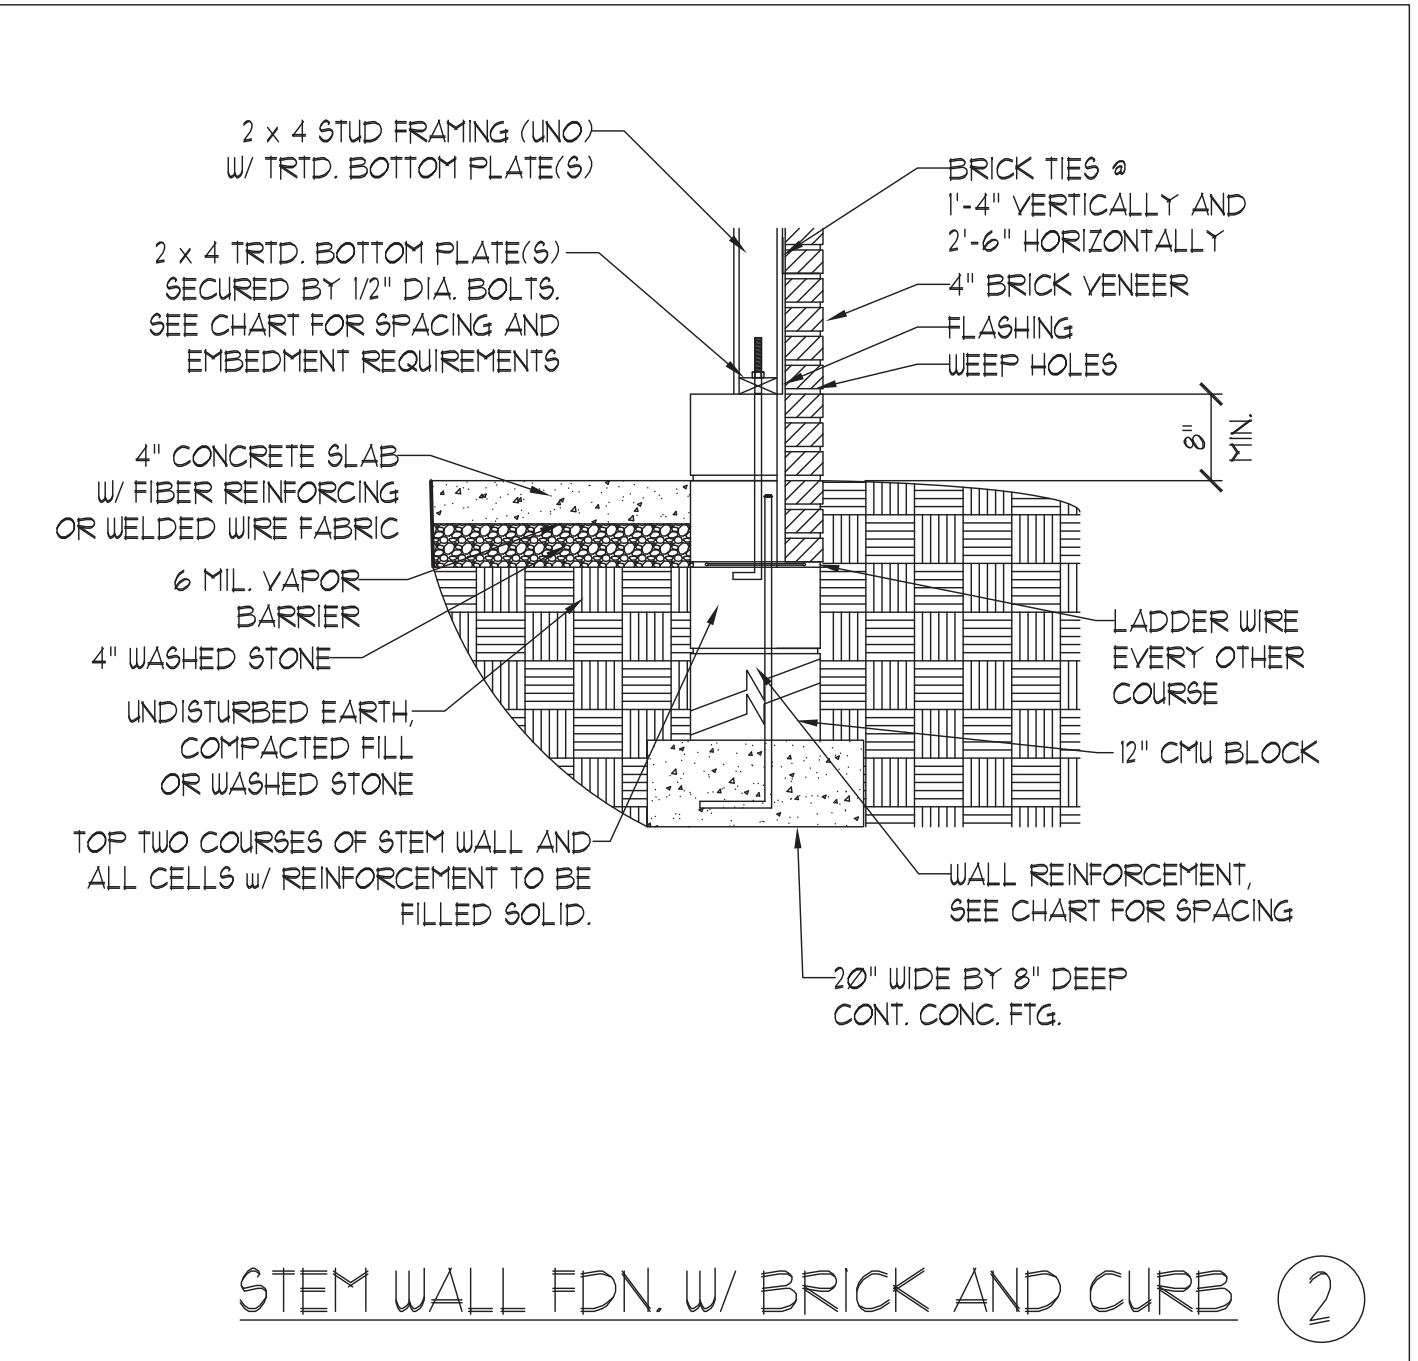 2 x 4 STUD FRAMING (UNO)
W/ TRTD. BOTTOM PLATE(S)
2 x 4 TRTD. BOTTOM PLATE(S)
SECURED BY 1/2" DIA. BOLTS.
SEE CHART FOR SPACING AND
EMBEDMENT REQUIREMENTS
4" CONCRETE SLAB
W/ FIBER REINFORCING
OR WELDED WIRE FABRIC
6 MIL. VAPOR
BARRIER
4" WASHED STONE
UNDISTURBED EARTH,
COMPACTED FILL
OR WASHED STONE
TOP TWO COURSES OF STEM WALL AND
ALL CELLS w/ REINFORCEMENT TO BE
FILLED SOLID.
BRICK TIES @
1'-4" VERTICALLY AND
2'-6" HORIZONTALLY
4" BRICK VENEER
FLASHING
WEEP HOLES
8"
MIN.
LADDER WIRE
EVERY OTHER
COURSE
12" CMU BLOCK
WALL REINFORCEMENT,
SEE CHART FOR SPACING
20" WIDE BY 8" DEEP
CONT. CONC. FTG.
STEM WALL FDN. W/ BRICK AND CURB
2